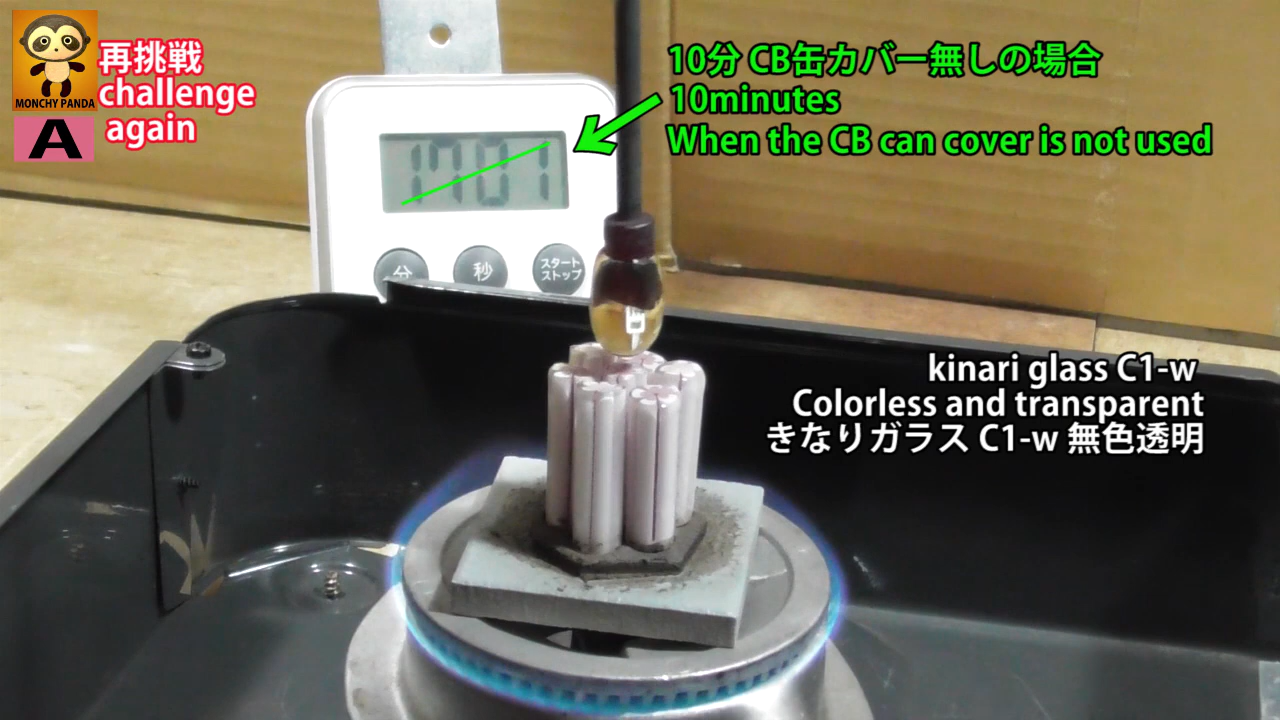 再挑戦
challenge
again
MONCHY PANDA
A
10分 CB缶カバー無しの場合
10minutes
When the CB can cover is not used
1701
分 秒 スタート
ストップ
kinari glass C1-w
Colorless and transparent
きなりガラス C1-w 無色透明